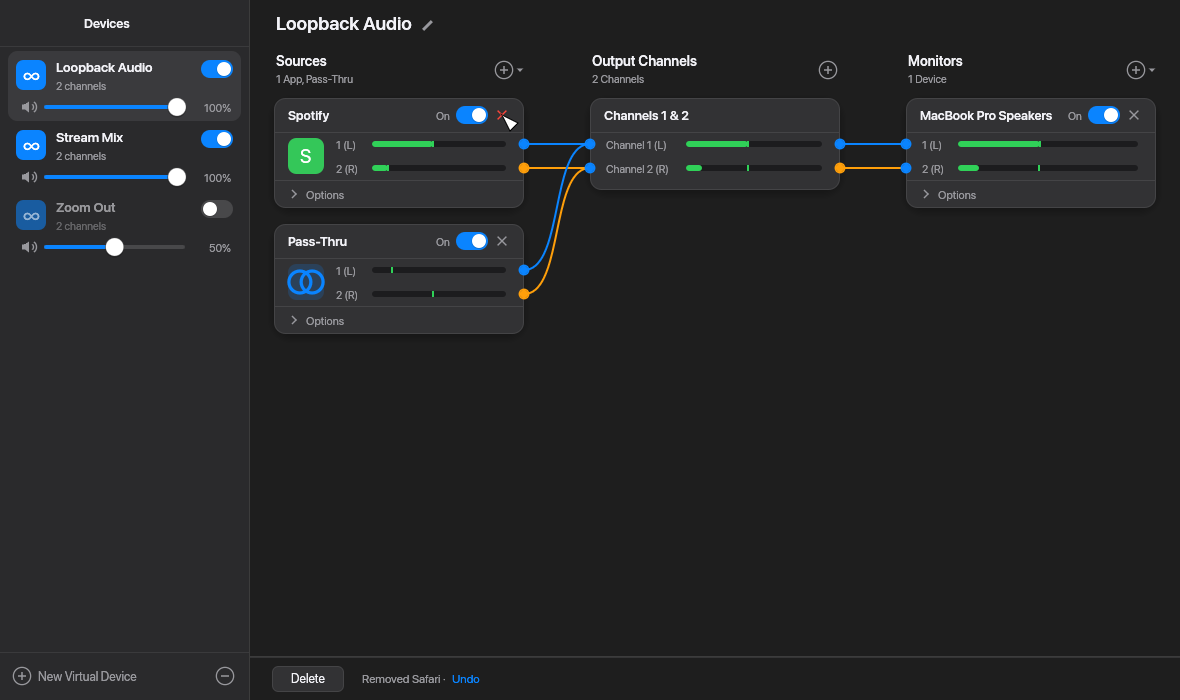 Devices
Loopback Audio
2 channels
100%
Stream Mix
2 channels
100%
Zoom Out
2 channels
50%
New Virtual Device
Loopback Audio
Sources
1 App, Pass-Thru
Spotify
On
S
1 (L)
2 (R)
Options
Pass-Thru
On
1 (L)
2 (R)
Options
Output Channels
2 Channels
Channels 1 & 2
Channel 1 (L)
Channel 2 (R)
Monitors
1 Device
MacBook Pro Speakers
On
1 (L)
2 (R)
Options
Delete
Removed Safari · Undo